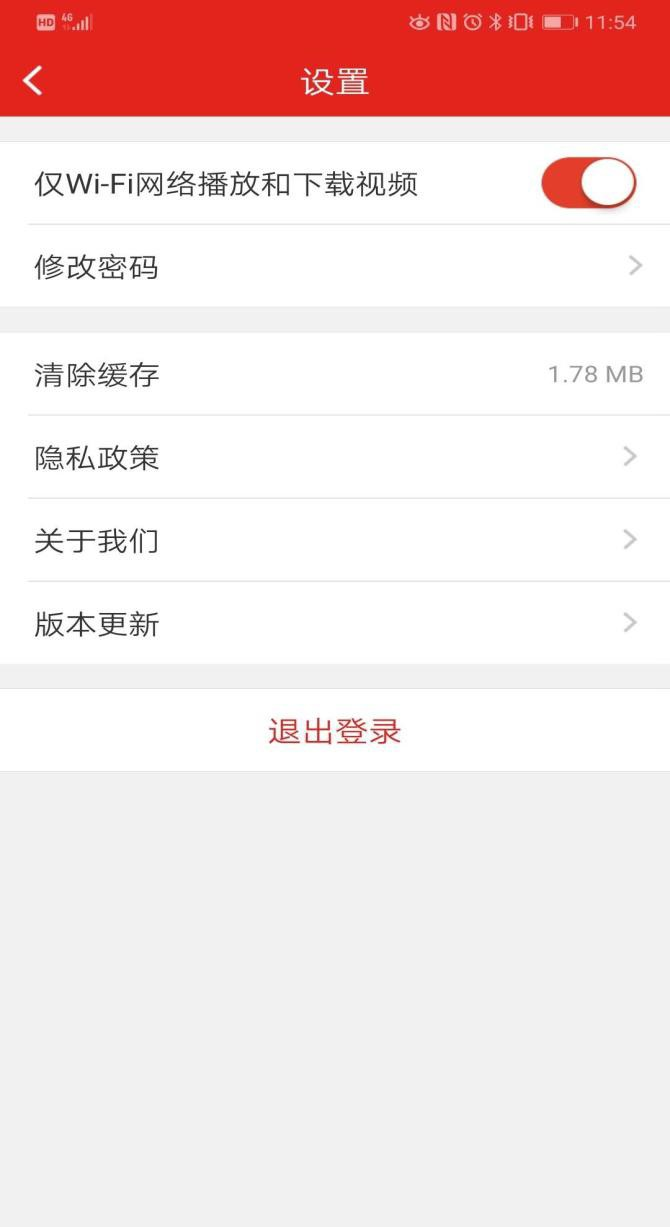 HD 4G 11:54
设置
仅Wi-Fi网络播放和下载视频
修改密码
清除缓存 1.78 MB
隐私政策
关于我们
版本更新
退出登录